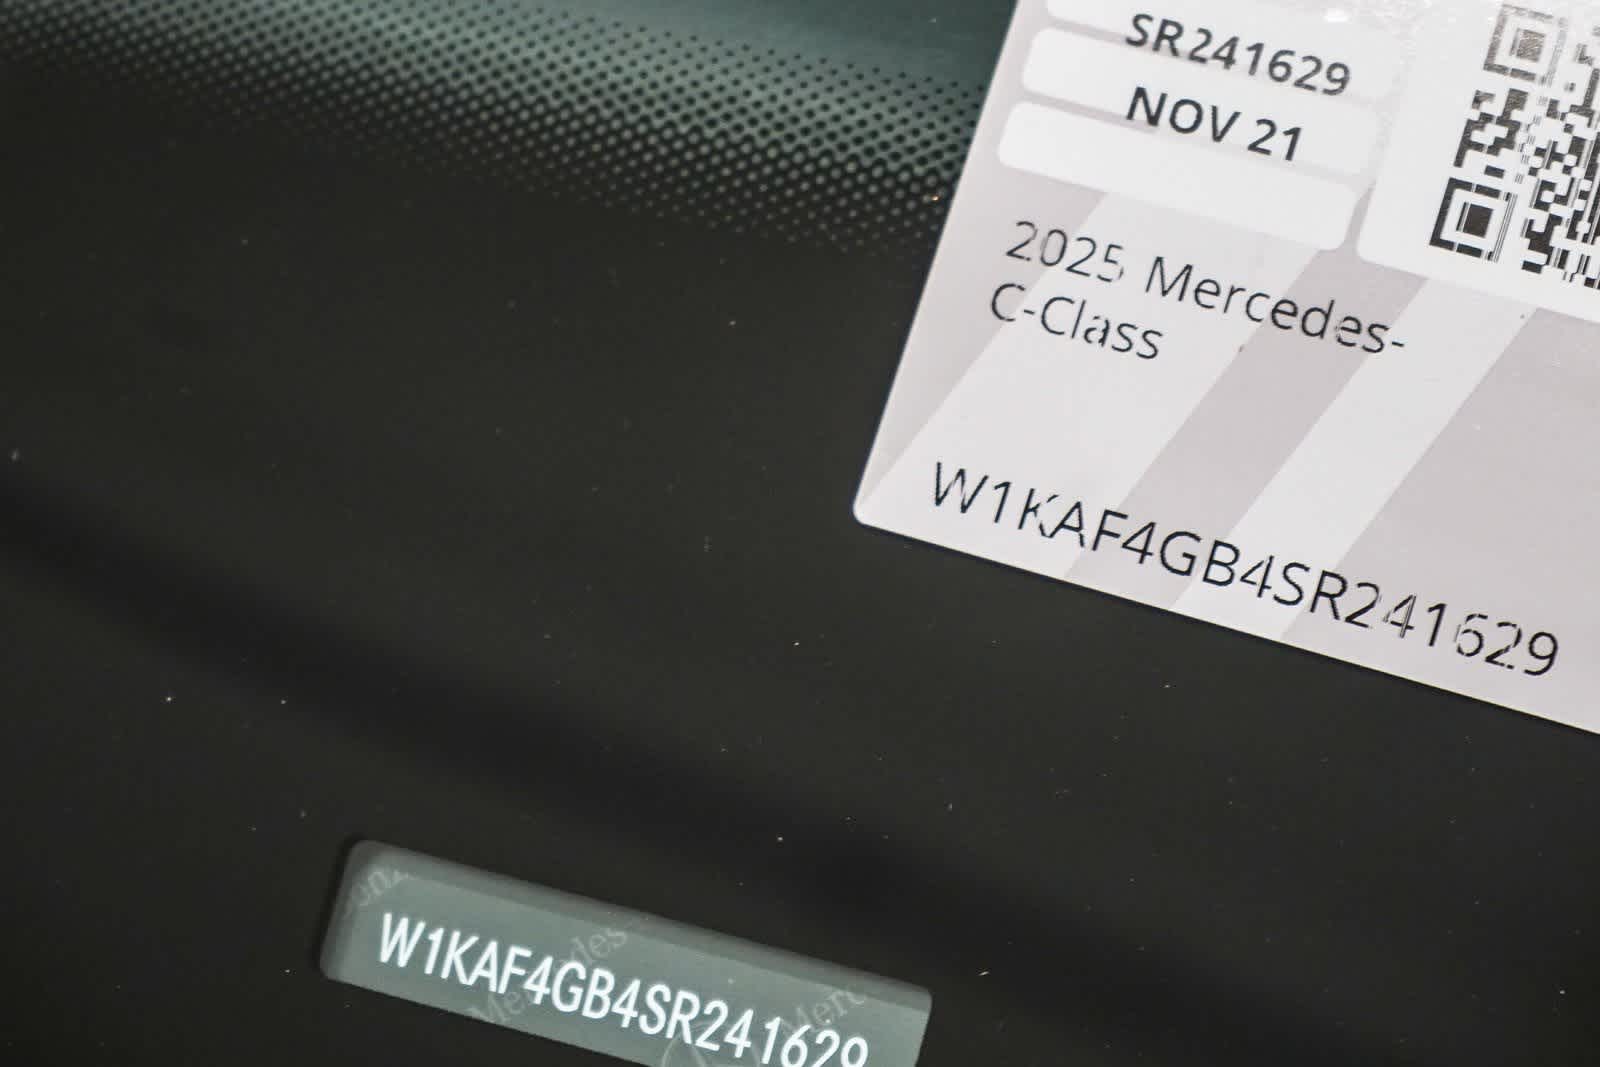 SR241629
NOV 21
2025 Mercedes-
C-Class
W1KAF4GB4SR241629
W1KAF4GB4SR241629